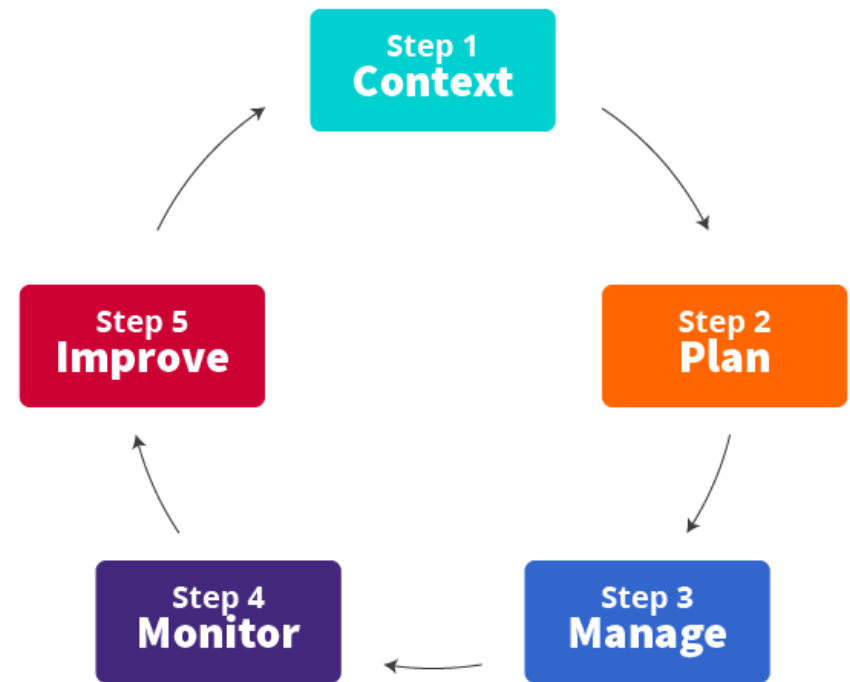 Step 1
Context
Step 2
Plan
Step 3
Manage
Step 4
Monitor
Step 5
Improve